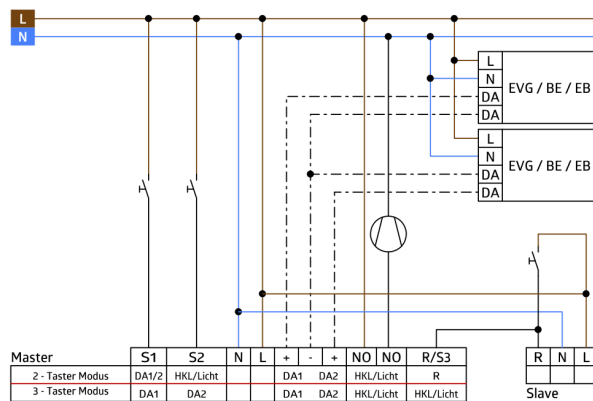 L
N
L
N
DA
DA
EVG / BE / EB
L
N
DA
DA
EVG / BE / EB
Master S1 S2 N L + - + NO NO R/S3 R N L
2 - Taster Modus DA1/2 HKL/Licht DA1 DA2 HKL/Licht R
3 - Taster Modus DA1 DA2 DA1 DA2 HKL/Licht HKL/Licht
Slave